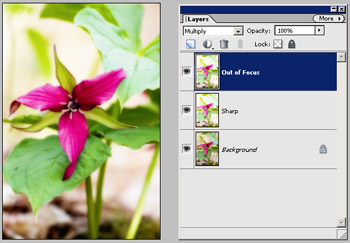 Layers
More
Multiply Opacity: 100%
Lock:
Out of Focus
Sharp
Background